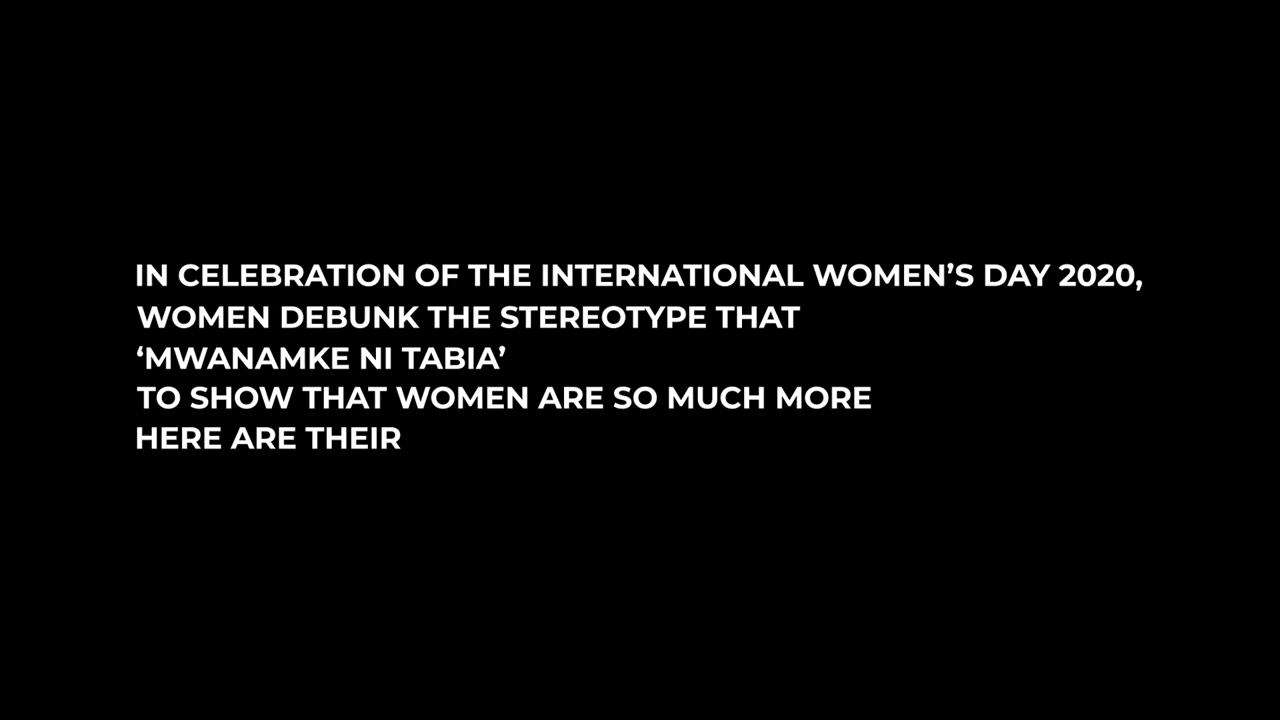 IN CELEBRATION OF THE INTERNATIONAL WOMEN’S DAY 2020,
WOMEN DEBUNK THE STEREOTYPE THAT
‘MWANAMKE NI TABIA’
TO SHOW THAT WOMEN ARE SO MUCH MORE
HERE ARE THEIR